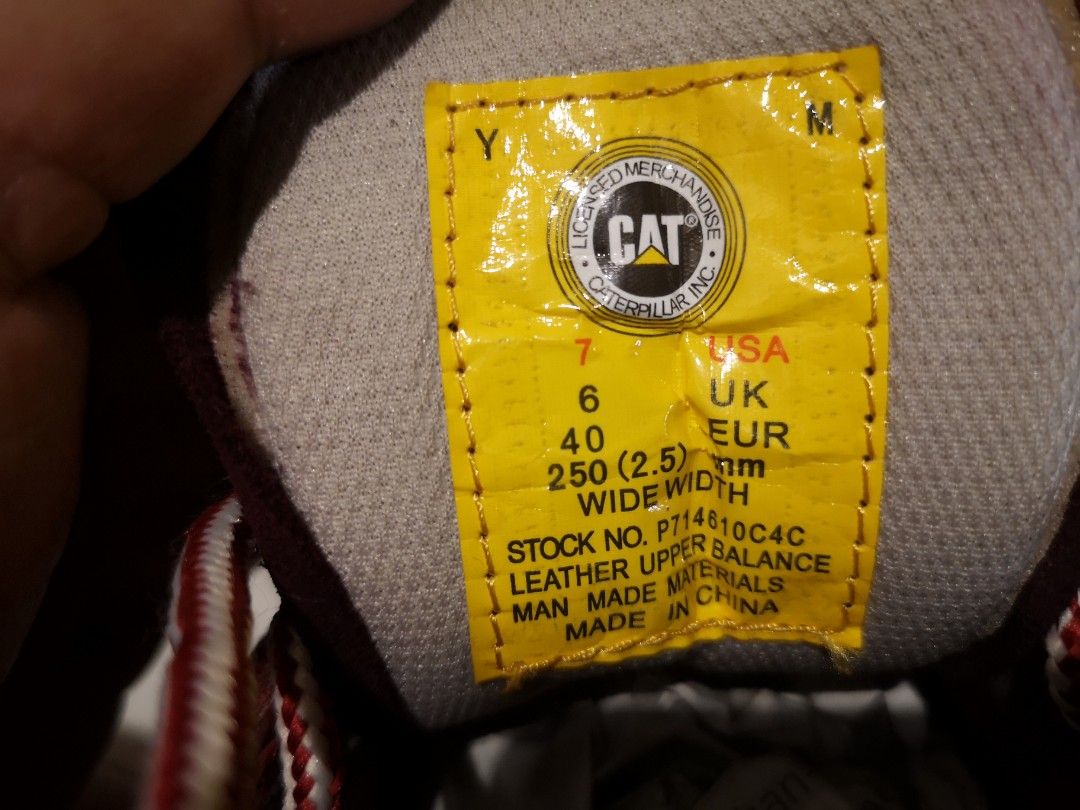 Y M
LICENSED MERCHANDISE
CAT®
CATERPILLAR INC.
7 USA
6 UK
40 EUR
250 (2.5) mm
WIDE WIDTH
STOCK NO. P714610C4C
LEATHER UPPER BALANCE
MAN MADE MATERIALS
MADE IN CHINA